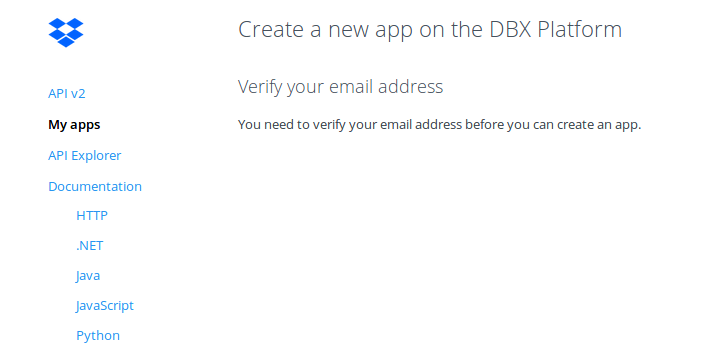 Create a new app on the DBX Platform
API v2
My apps
API Explorer
Documentation
HTTP
.NET
Java
JavaScript
Python
Verify your email address
You need to verify your email address before you can create an app.